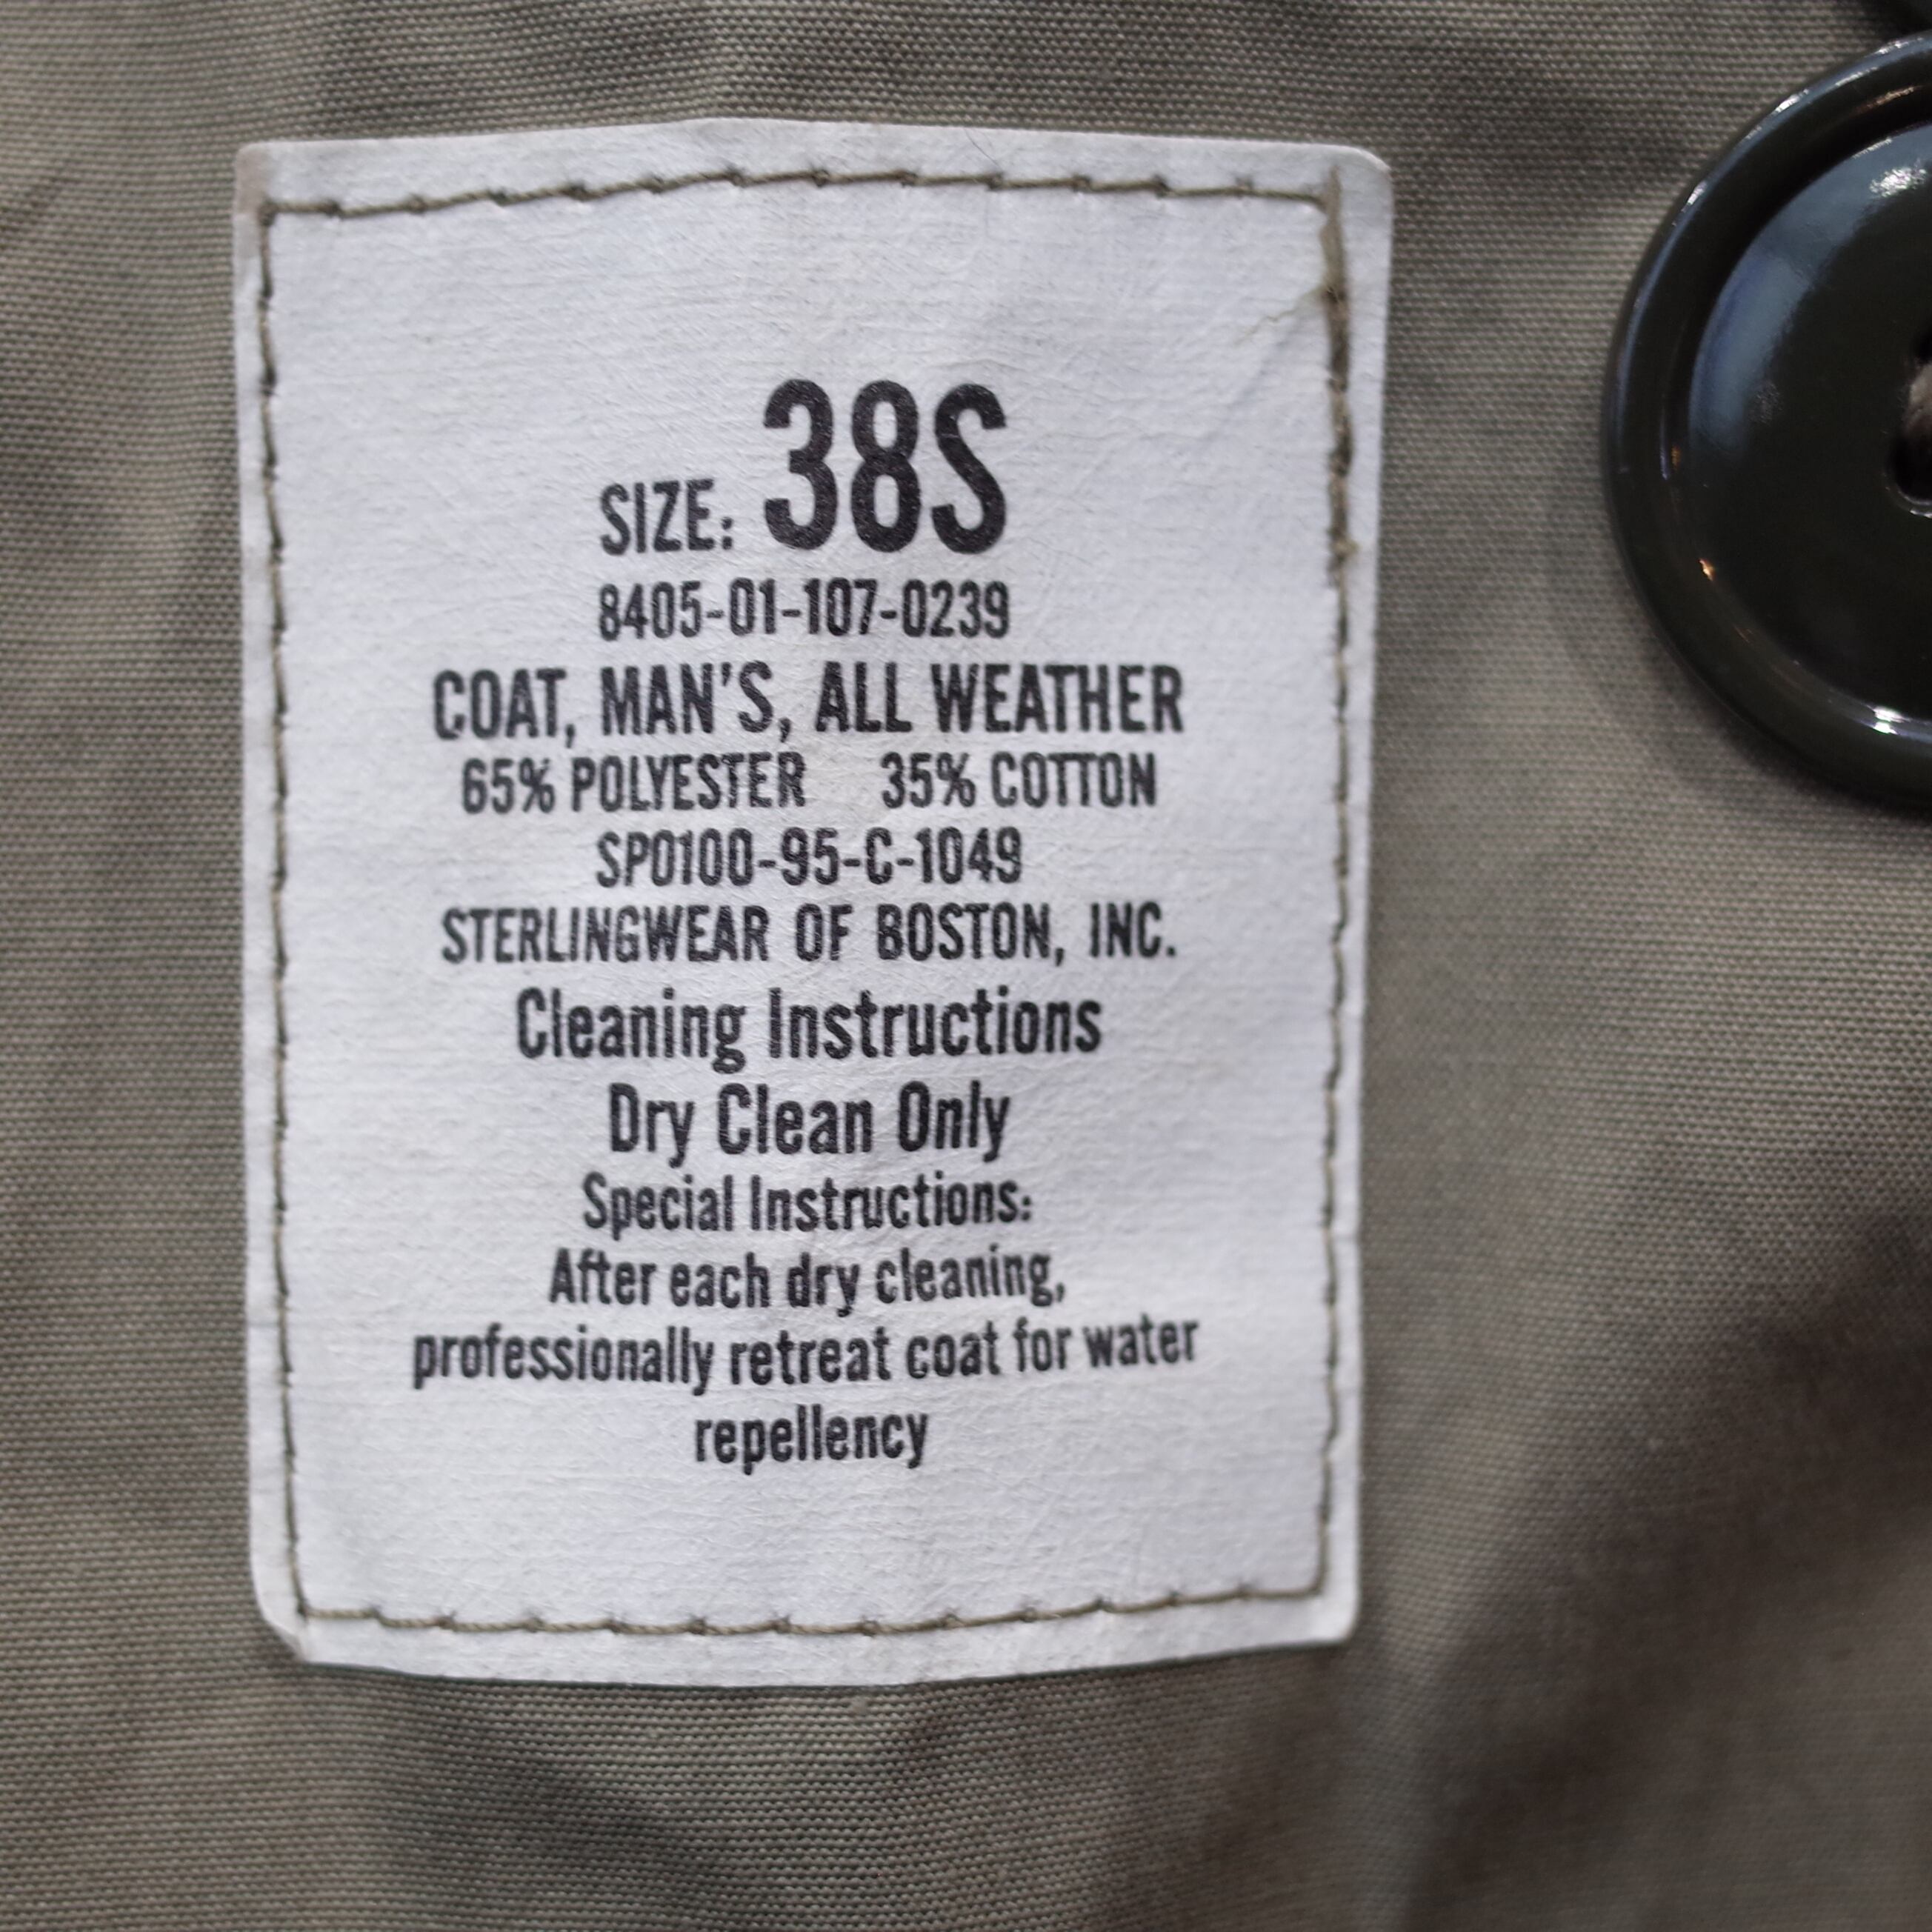 SIZE: 38S
8405-01-107-0239
COAT, MAN'S, ALL WEATHER
65% POLYESTER 35% COTTON
SPO100-95-C-1049
STERLINGWEAR OF BOSTON, INC.
Cleaning Instructions
Dry Clean Only
Special Instructions:
After each dry cleaning,
professionally retreat coat for water
repellency